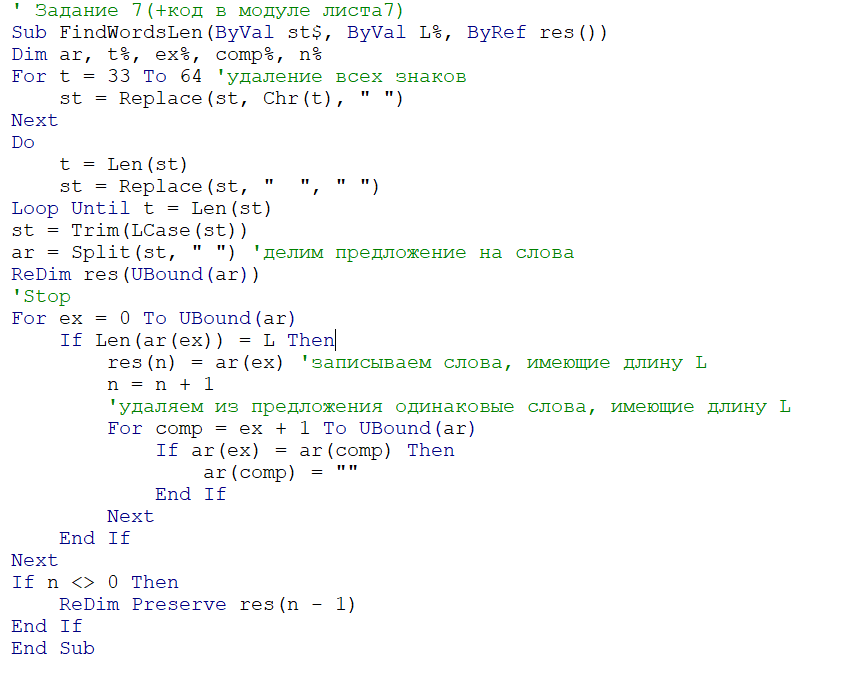 ' Задание 7(+код в модуле листа7)
Sub FindWordsLen(ByVal st$, ByVal L%, ByRef res())
Dim ar, t%, ex%, comp%, n%
For t = 33 To 64 'удаление всех знаков
    st = Replace(st, Chr(t), " ")
Next
Do
    t = Len(st)
    st = Replace(st, "  ", " ")
Loop Until t = Len(st)
st = Trim(LCase(st))
ar = Split(st, " ") 'делим предложение на слова
ReDim res(UBound(ar))
'Stop
For ex = 0 To UBound(ar)
    If Len(ar(ex)) = L Then
        res(n) = ar(ex) 'записываем слова, имеющие длину L
        n = n + 1
        'удаляем из предложения одинаковые слова, имеющие длину L
        For comp = ex + 1 To UBound(ar)
            If ar(ex) = ar(comp) Then
                ar(comp) = ""
            End If
        Next
    End If
Next
If n <> 0 Then
    ReDim Preserve res(n - 1)
End If
End Sub